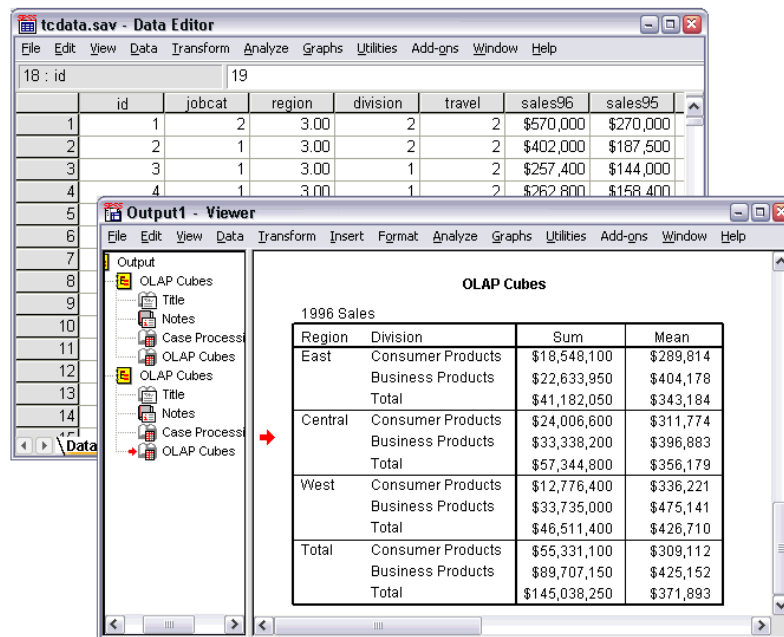 tcdata.sav - Data Editor
File Edit View Data Transform Analyze Graphs Utilities Add-ons Window Help
18 : id 19
id jobcat region division travel sales96 sales95
1 1 2 3.00 2 2 $570,000 $270,000
2 2 1 3.00 2 2 $402,000 $187,500
3 3 1 3.00 1 2 $257,400 $144,000
4 4 1 3.00 1 2 $262,800 $158,400
5
6
7
8
9
10
11
12
13
14
15
Data
Output1 - Viewer
File Edit View Data Transform Insert Format Analyze Graphs Utilities Add-ons Window Help
Output
OLAP Cubes
Title
Notes
Case Processi
OLAP Cubes
OLAP Cubes
Title
Notes
Case Processi
OLAP Cubes
OLAP Cubes
1996 Sales
Region Division Sum Mean
East Consumer Products $18,548,100 $289,814
Business Products $22,633,950 $404,178
Total $41,182,050 $343,184
Central Consumer Products $24,006,600 $311,774
Business Products $33,338,200 $396,883
Total $57,344,800 $356,179
West Consumer Products $12,776,400 $336,221
Business Products $33,735,000 $475,141
Total $46,511,400 $426,710
Total Consumer Products $55,331,100 $309,112
Business Products $89,707,150 $425,152
Total $145,038,250 $371,893